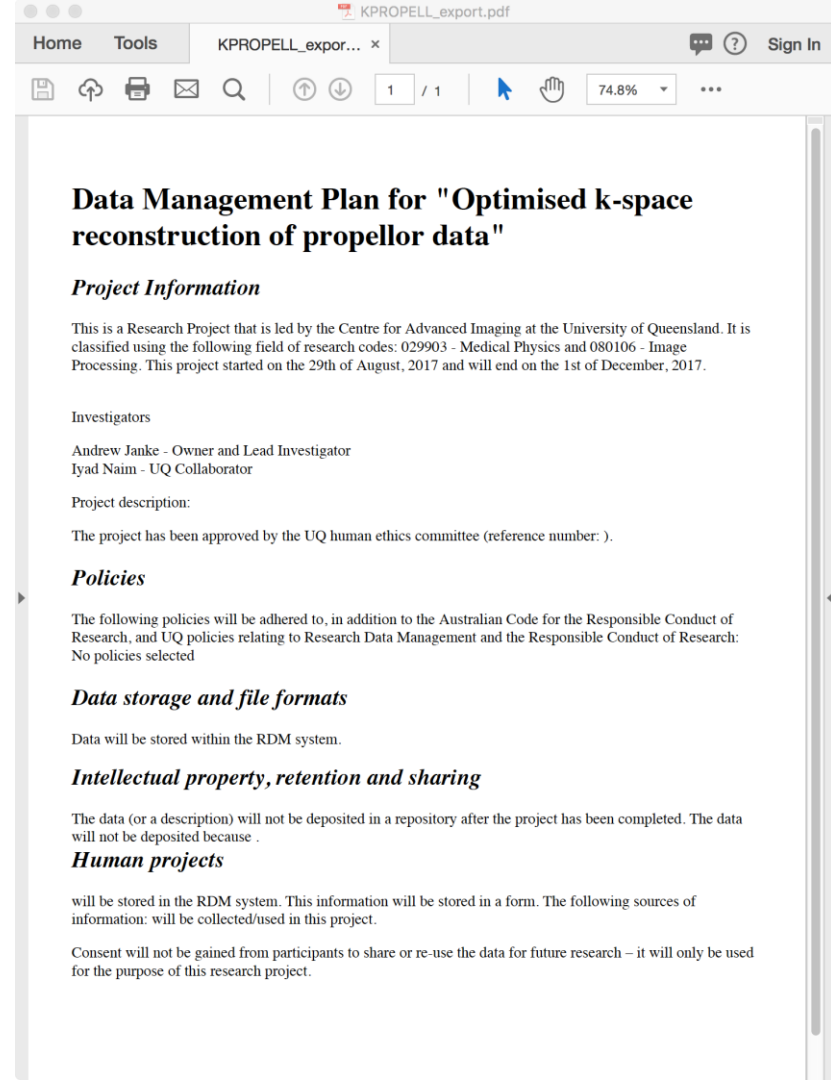 KPROPELL_export.pdf
Home Tools KPROPELL_expor... × Sign In
1 / 1 74.8%
Data Management Plan for "Optimised k-space
reconstruction of propellor data"
Project Information
This is a Research Project that is led by the Centre for Advanced Imaging at the University of Queensland. It is
classified using the following field of research codes: 029903 - Medical Physics and 080106 - Image
Processing. This project started on the 29th of August, 2017 and will end on the 1st of December, 2017.
Investigators
Andrew Janke - Owner and Lead Investigator
Iyad Naim - UQ Collaborator
Project description:
The project has been approved by the UQ human ethics committee (reference number: ).
Policies
The following policies will be adhered to, in addition to the Australian Code for the Responsible Conduct of
Research, and UQ policies relating to Research Data Management and the Responsible Conduct of Research:
No policies selected
Data storage and file formats
Data will be stored within the RDM system.
Intellectual property, retention and sharing
The data (or a description) will not be deposited in a repository after the project has been completed. The data
will not be deposited because .
Human projects
will be stored in the RDM system. This information will be stored in a form. The following sources of
information: will be collected/used in this project.
Consent will not be gained from participants to share or re-use the data for future research – it will only be used
for the purpose of this research project.